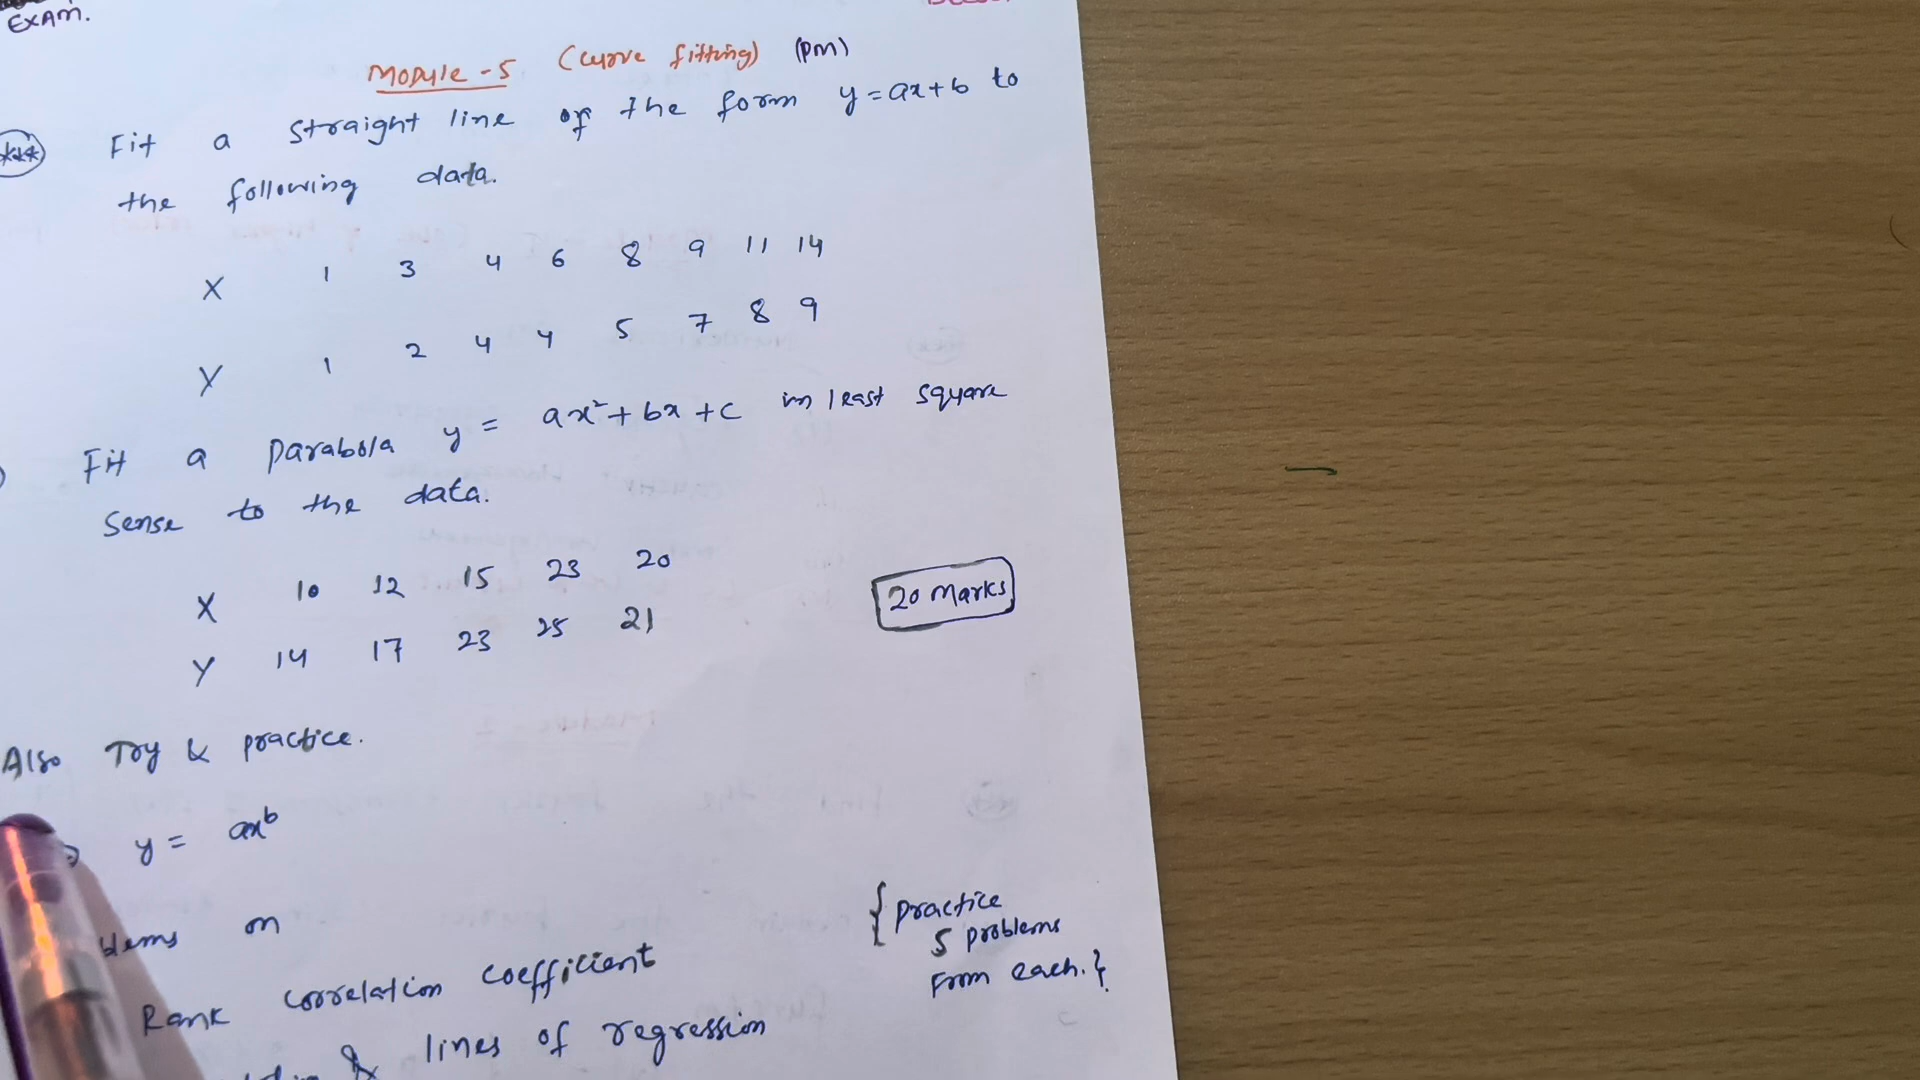 EXAM.
Module-5 (Curve fitting) (pm)
Fit a straight line of the form y=ax+b to
the following data.
X 1 3 4 6 8 9 11 14
Y 1 2 4 4 5 7 8 9
Fit a parabola y = ax²+bx+c in least square
sense to the data.
X 10 12 15 23 20
Y 14 17 23 25 21
20 Marks
Also Try & practice.
y = ax^b
on
{practice
5 problems
From each.}
Rank correlation coefficient
& lines of regression